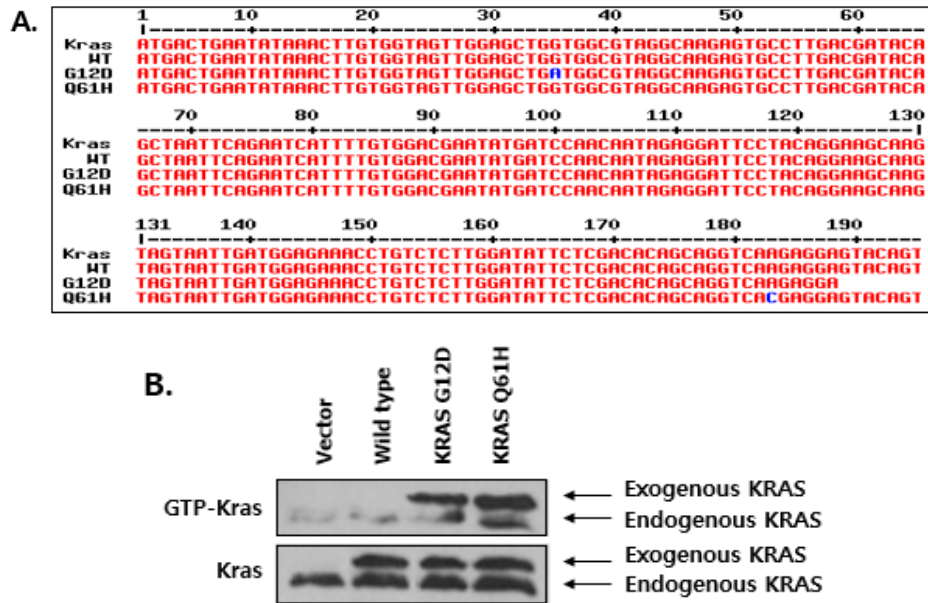 A.
1 10 20 30 40 50 60
Kras ATGACTGAATATAAACTTGTGGTAGTTGGAGCTGGTGGCGTAGGCAAGAGTGCCTTGACGATACA
WT ATGACTGAATATAAACTTGTGGTAGTTGGAGCTGGTGGCGTAGGCAAGAGTGCCTTGACGATACA
G12D ATGACTGAATATAAACTTGTGGTAGTTGGAGCTGATGGCGTAGGCAAGAGTGCCTTGACGATACA
Q61H ATGACTGAATATAAACTTGTGGTAGTTGGAGCTGGTGGCGTAGGCAAGAGTGCCTTGACGATACA
70 80 90 100 110 120 130
Kras GCTAATTCAGAATCATTTTGTGGACGAATATGATCCAACAATAGAGGATTCCTACAGGAAGCAAG
WT GCTAATTCAGAATCATTTTGTGGACGAATATGATCCAACAATAGAGGATTCCTACAGGAAGCAAG
G12D GCTAATTCAGAATCATTTTGTGGACGAATATGATCCAACAATAGAGGATTCCTACAGGAAGCAAG
Q61H GCTAATTCAGAATCATTTTGTGGACGAATATGATCCAACAATAGAGGATTCCTACAGGAAGCAAG
131 140 150 160 170 180 190
Kras TAGTAATTGATGGAGAAACCTGTCTCTTGGATATTCTCGACACAGCAGGTCAAGAGGAGTACAGT
WT TAGTAATTGATGGAGAAACCTGTCTCTTGGATATTCTCGACACAGCAGGTCAAGAGGAGTACAGT
G12D TAGTAATTGATGGAGAAACCTGTCTCTTGGATATTCTCGACACAGCAGGTCAAGAGGA
Q61H TAGTAATTGATGGAGAAACCTGTCTCTTGGATATTCTCGACACAGCAGGTCACGAGGAGTACAGT
B.
Vector
Wild type
KRAS G12D
KRAS Q61H
GTP-Kras
Exogenous KRAS
Endogenous KRAS
Kras
Exogenous KRAS
Endogenous KRAS